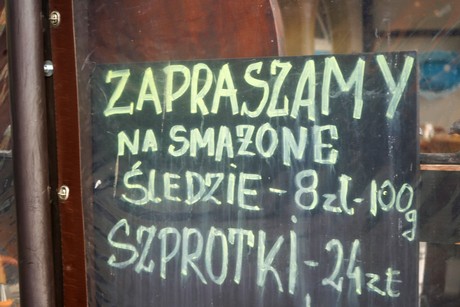 ZAPRASZAMY
NA SMAŻONE
ŚLEDZIE - 8zł-100g
SZPROTKi - 24zł